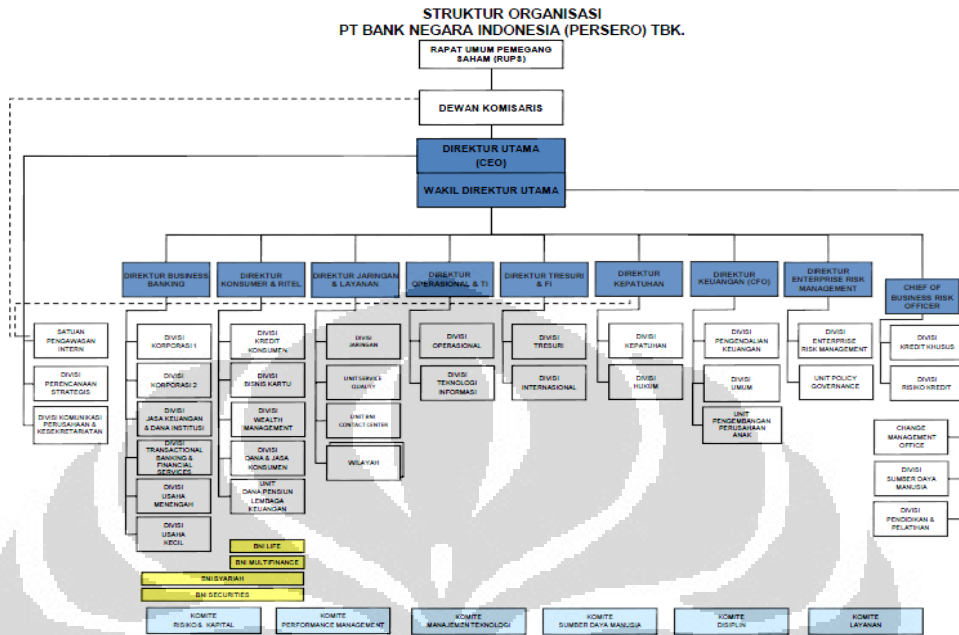 STRUKTUR ORGANISASI
PT BANK NEGARA INDONESIA (PERSERO) TBK.
RAPAT UMUM PEMEGANG
SAHAM (RUPS)
DEWAN KOMISARIS
DIREKTUR UTAMA
(CEO)
WAKIL DIREKTUR UTAMA
DIREKTUR BUSINESS
BANKING
DIREKTUR
KONSUMER & RITEL
DIREKTUR JARINGAN
& LAYANAN
DIREKTUR
OPERASIONAL & TI
DIREKTUR TRESURI
& FI
DIREKTUR
KEPATUHAN
DIREKTUR
KEUANGAN (CFO)
DIREKTUR
ENTERPRISE RISK
MANAGEMENT
CHIEF OF
BUSINESS RISK
OFFICER
SATUAN
PENGAWASAN
INTERN
DIVISI
PERENCANAAN
STRATEGIS
DIVISI KOMUNIKASI
PERUSAHAAN &
KESEKRETARIATAN
DIVISI
KORPORASI 1
DIVISI
KORPORASI 2
DIVISI
JASA KEUANGAN
& DANA INSTITUSI
DIVISI
TRANSACTIONAL
BANKING &
FINANCIAL
SERVICES
DIVISI
USAHA
MENENGAH
DIVISI
USAHA
KECIL
DIVISI
KREDIT
KONSUMEN
DIVISI
BISNIS KARTU
DIVISI
WEALTH
MANAGEMENT
DIVISI
DANA & JASA
KONSUMEN
UNIT
DANA PENSIUN
LEMBAGA
KEUANGAN
DIVISI
JARINGAN
UNIT SERVICE
QUALITY
UNIT BNI
CONTACT CENTER
WILAYAH
DIVISI
OPERASIONAL
DIVISI
TEKNOLOGI
INFORMASI
DIVISI
TRESURI
DIVISI
INTERNASIONAL
DIVISI
KEPATUHAN
DIVISI
HUKUM
DIVISI
PENGENDALIAN
KEUANGAN
DIVISI
UMUM
UNIT
PENGEMBANGAN
PERUSAHAAN
ANAK
DIVISI
ENTERPRISE
RISK MANAGEMENT
UNIT POLICY
GOVERNANCE
DIVISI
KREDIT KHUSUS
DIVISI
RISIKO KREDIT
CHANGE
MANAGEMENT
OFFICE
DIVISI
SUMBER DAYA
MANUSIA
DIVISI
PENDIDIKAN &
PELATIHAN
BNI LIFE
BNI MULTIFINANCE
BNI SYARIAH
BNI SECURITIES
KOMITE
RISIKO & KAPITAL
KOMITE
PERFORMANCE MANAGEMENT
KOMITE
MANAJEMEN TEKNOLOGI
KOMITE
SUMBER DAYA MANUSIA
KOMITE
DISIPLIN
KOMITE
LAYANAN